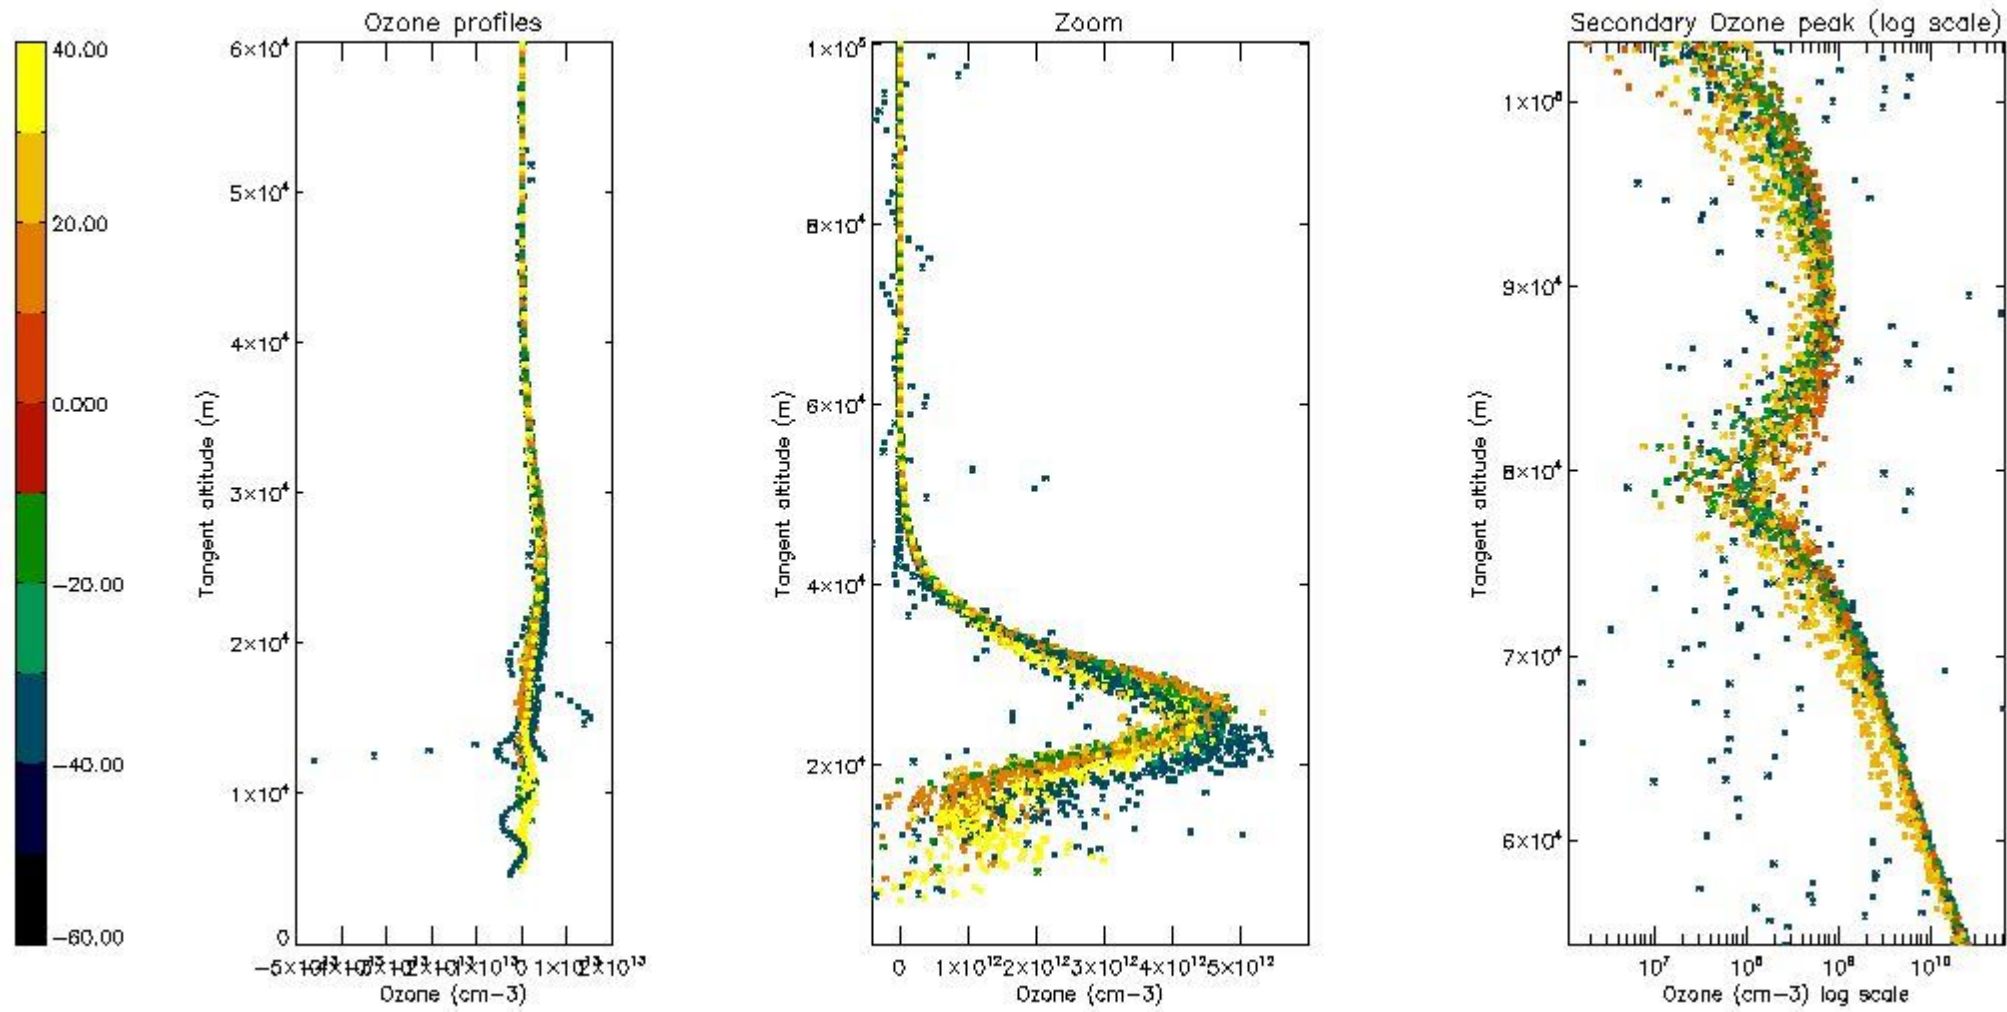 Ozone profiles
Zoom
Secondary Ozone peak (log scale)
40.00
20.00
0.000
−20.00
−40.00
−60.00
6×10⁴
5×10⁴
4×10⁴
3×10⁴
2×10⁴
1×10⁴
0
Tangent altitude (m)
0 1×10¹³ 2×10¹³
Ozone (cm−3)
1×10⁵
8×10⁴
6×10⁴
4×10⁴
2×10⁴
Tangent altitude (m)
0 1×10¹² 2×10¹² 3×10¹² 4×10¹² 5×10¹²
Ozone (cm−3)
1×10⁵
9×10⁴
8×10⁴
7×10⁴
6×10⁴
Tangent altitude (m)
10⁷ 10⁸ 10⁹ 10¹⁰
Ozone (cm−3) log scale